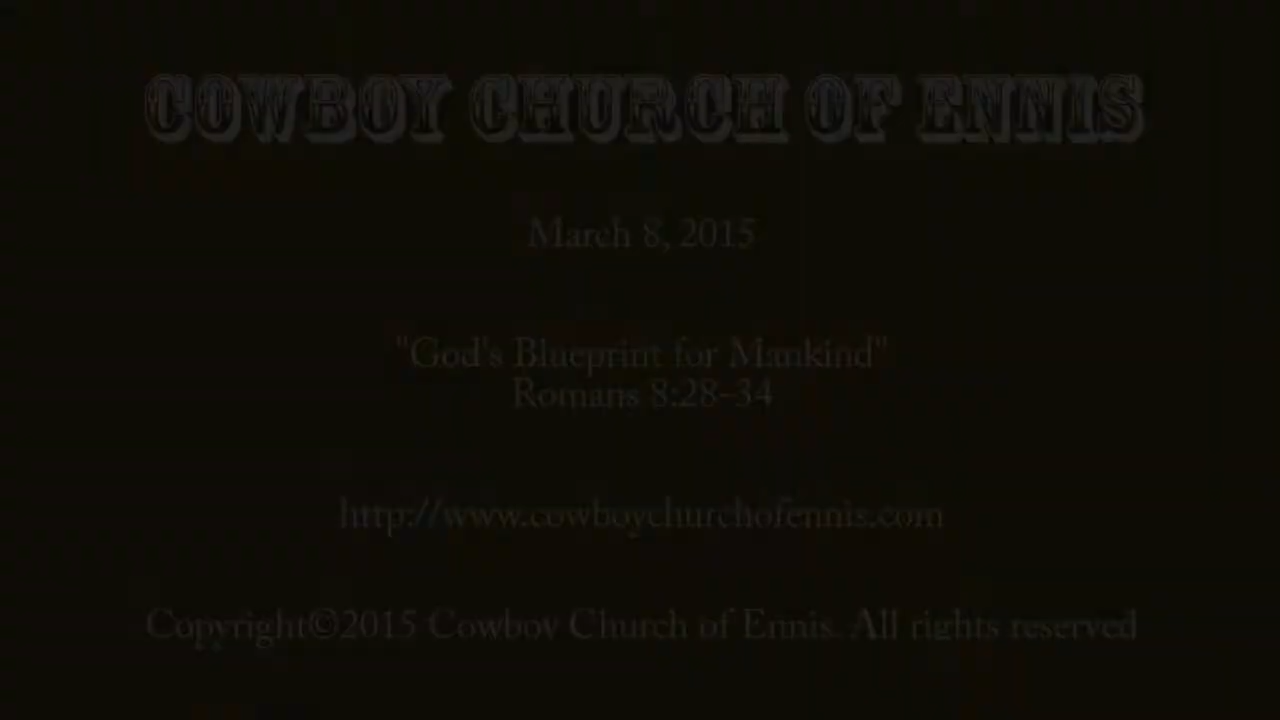 COWBOY CHURCH OF ENNIS
March 8, 2015
"God's Blueprint for Mankind"
Romans 8:28-34
http://www.cowboychurchofennis.com
Copyright©2015 Cowboy Church of Ennis. All rights reserved